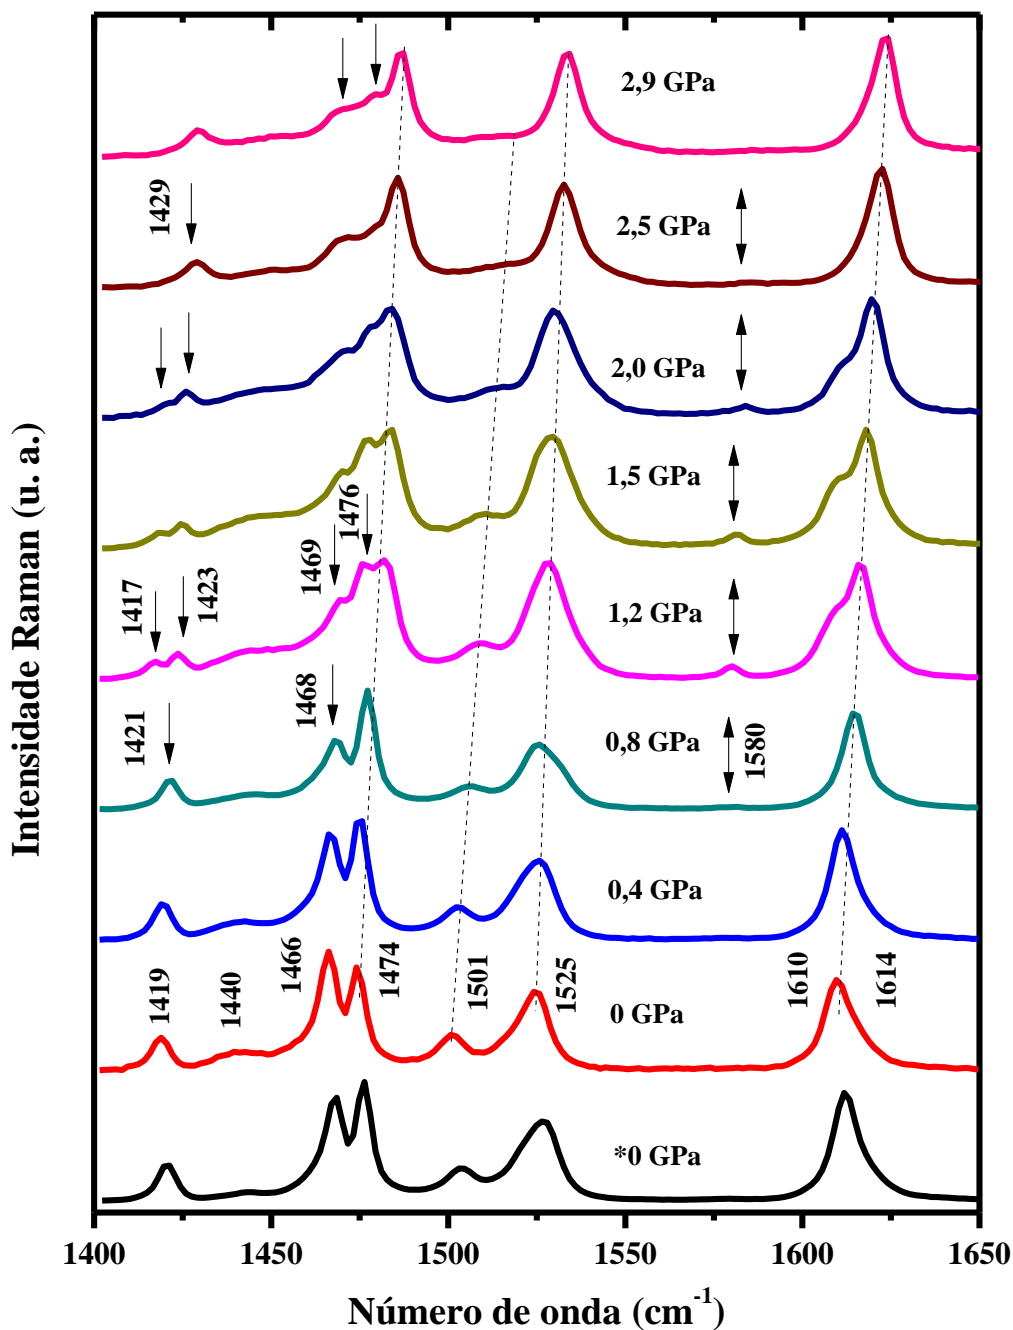 2,9 GPa
1429
2,5 GPa
2,0 GPa
1,5 GPa
1476
1469
1417
1423
1,2 GPa
1468
1421
0,8 GPa
1580
0,4 GPa
1419
1440
1466
1474
1501
1525
1610
1614
0 GPa
*0 GPa
Intensidade Raman (u. a.)
1400
1450
1500
1550
1600
1650
Número de onda (cm⁻¹)